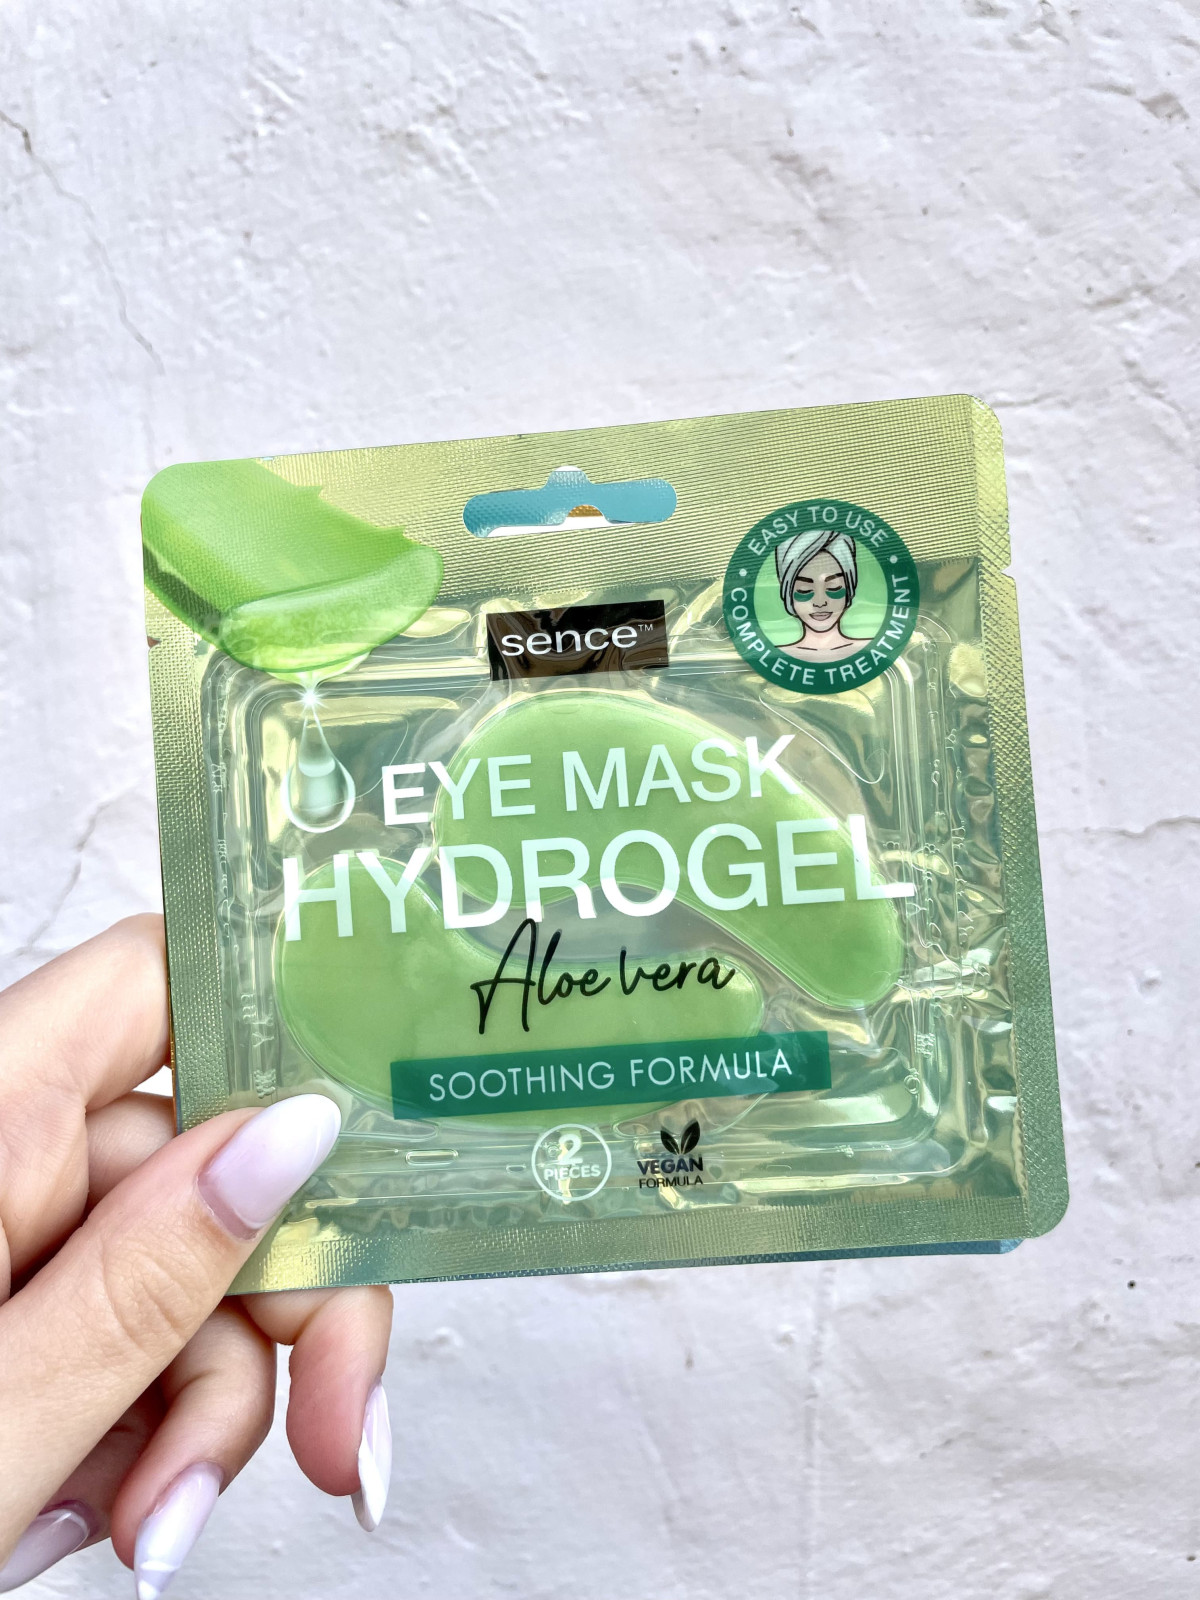 EASY TO USE
• COMPLETE TREATMENT •
sence™
EYE MASK
HYDROGEL
Aloe vera
SOOTHING FORMULA
2
PIECES
VEGAN
FORMULA